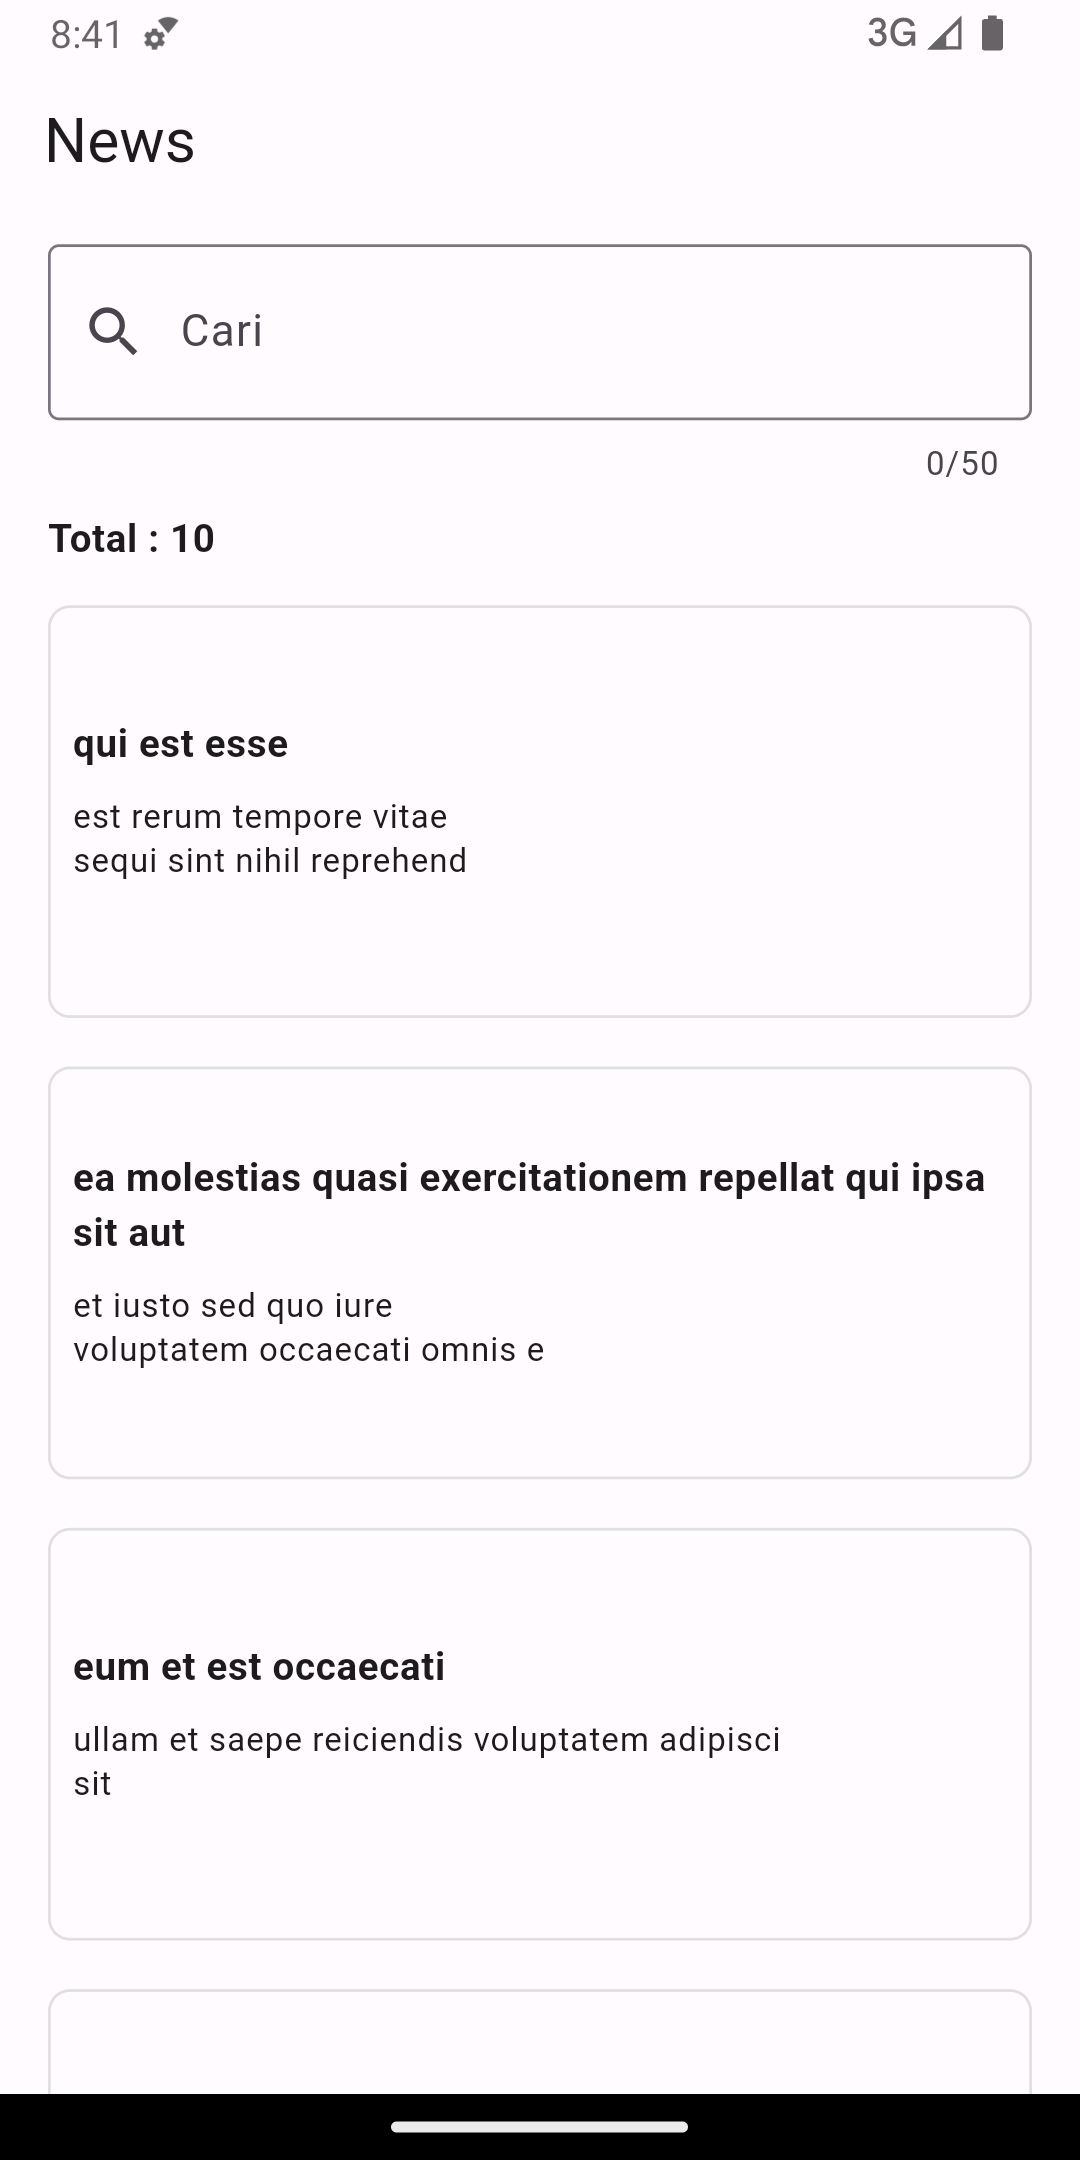 8:41
3G
News
Cari
0/50
Total : 10
qui est esse
est rerum tempore vitae
sequi sint nihil reprehend
ea molestias quasi exercitationem repellat qui ipsa
sit aut
et iusto sed quo iure
voluptatem occaecati omnis e
eum et est occaecati
ullam et saepe reiciendis voluptatem adipisci
sit